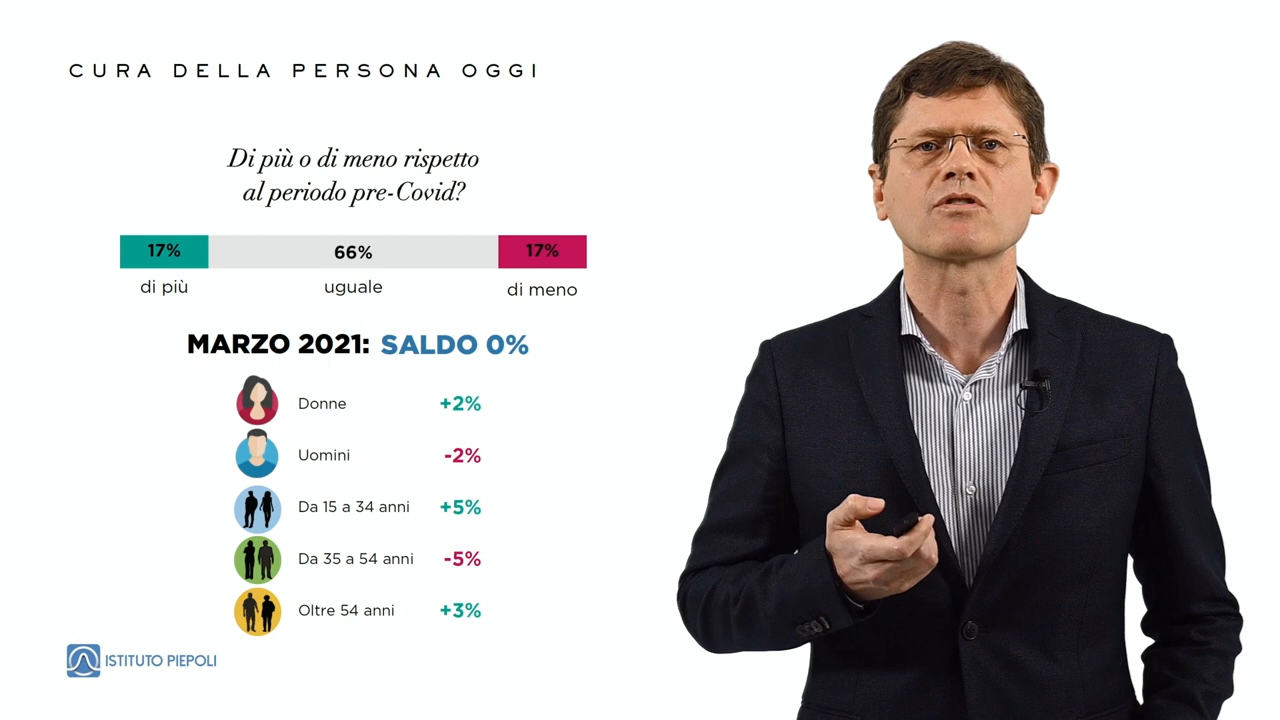 CURA DELLA PERSONA OGGI
Di più o di meno rispetto
al periodo pre-Covid?
17% 66% 17%
di più uguale di meno
MARZO 2021: SALDO 0%
Donne +2%
Uomini -2%
Da 15 a 34 anni +5%
Da 35 a 54 anni -5%
Oltre 54 anni +3%
ISTITUTO PIEPOLI